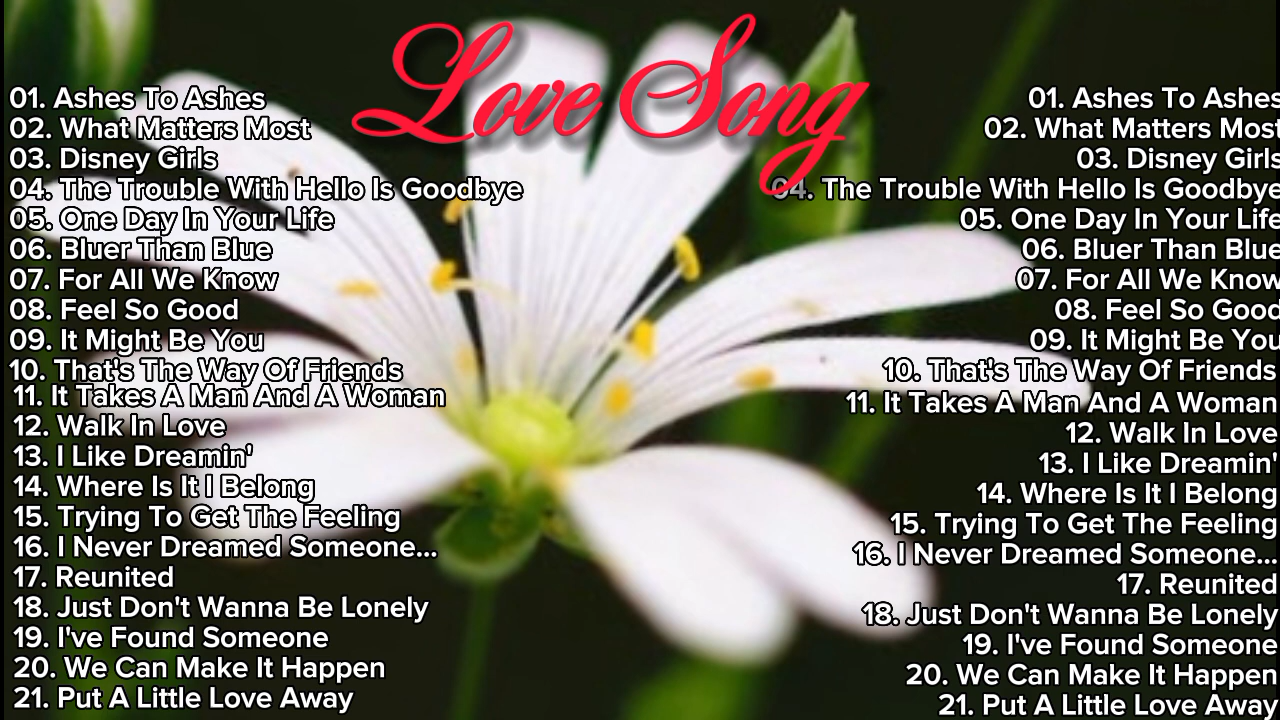 Love Song
01. Ashes To Ashes
02. What Matters Most
03. Disney Girls
04. The Trouble With Hello Is Goodbye
05. One Day In Your Life
06. Bluer Than Blue
07. For All We Know
08. Feel So Good
09. It Might Be You
10. That's The Way Of Friends
11. It Takes A Man And A Woman
12. Walk In Love
13. I Like Dreamin'
14. Where Is It I Belong
15. Trying To Get The Feeling
16. I Never Dreamed Someone...
17. Reunited
18. Just Don't Wanna Be Lonely
19. I've Found Someone
20. We Can Make It Happen
21. Put A Little Love Away
01. Ashes To Ashes
02. What Matters Most
03. Disney Girls
04. The Trouble With Hello Is Goodbye
05. One Day In Your Life
06. Bluer Than Blue
07. For All We Know
08. Feel So Good
09. It Might Be You
10. That's The Way Of Friends
11. It Takes A Man And A Woman
12. Walk In Love
13. I Like Dreamin'
14. Where Is It I Belong
15. Trying To Get The Feeling
16. I Never Dreamed Someone...
17. Reunited
18. Just Don't Wanna Be Lonely
19. I've Found Someone
20. We Can Make It Happen
21. Put A Little Love Away